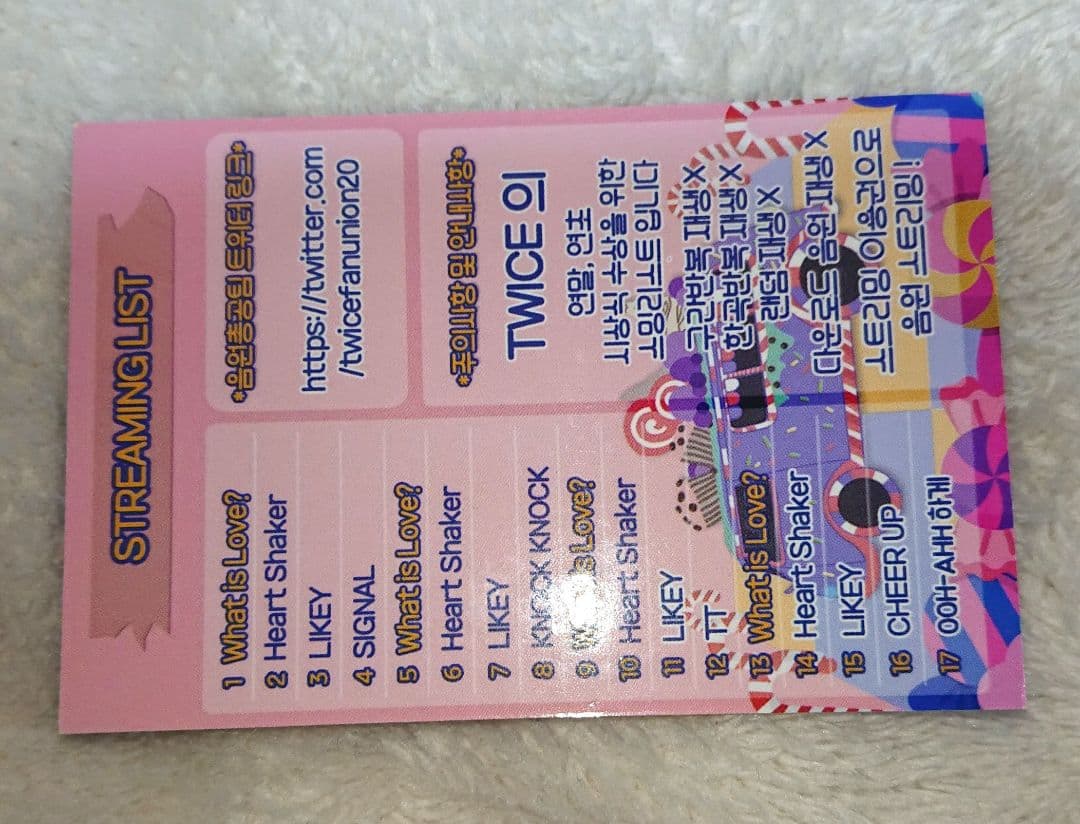 STREAMING LIST
1 What is Love?
2 Heart Shaker
3 LIKEY
4 SIGNAL
5 What is Love?
6 Heart Shaker
7 LIKEY
8 KNOCK KNOCK
9 What is Love?
10 Heart Shaker
11 LIKEY
12 TT
13 What is Love?
14 Heart Shaker
15 LIKEY
16 CHEER UP
17 OOH-AHH하게
*음원총공팀 트위터 링크*
https://twitter.com
/twicefanunion20
*주의사항 및 안내사항*
TWICE 의
연말, 연초
시상식 수상을 위한
스밍리스트 입니다
구간반복 재생 X
한곡반복 재생 X
랜덤 재생 X
다운로드 음원 재생 X
스트리밍 이용권으로
음원 스트리밍!